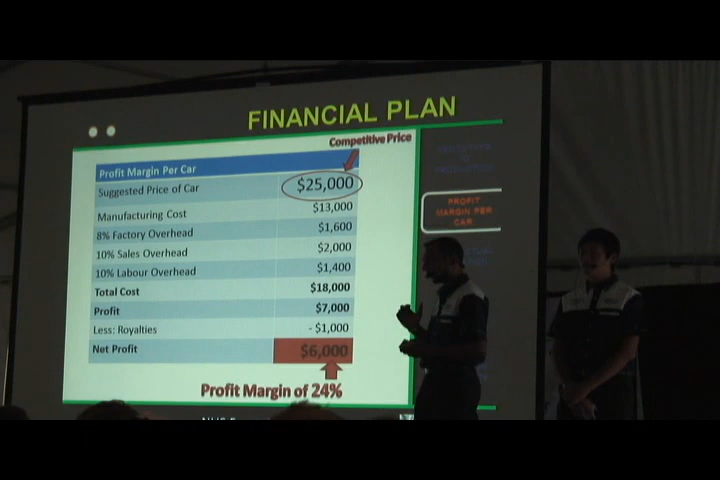 FINANCIAL PLAN
Competitive Price
Profit Margin Per Car
Suggested Price of Car $25,000
Manufacturing Cost $13,000
8% Factory Overhead $1,600
10% Sales Overhead $2,000
10% Labour Overhead $1,400
Total Cost $18,000
Profit $7,000
Less: Royalties - $1,000
Net Profit $6,000
Profit Margin of 24%
PROFIT
MARGIN PER
CAR